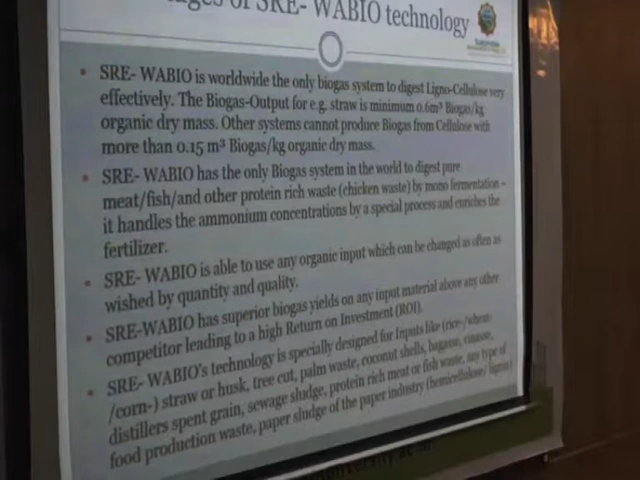 of SRE- WABIO technology
• SRE- WABIO is worldwide the only biogas system to digest Ligno-Cellulose very
effectively. The Biogas-Output for e.g. straw is minimum 0.6m³ Biogas/kg
organic dry mass. Other systems cannot produce Biogas from Cellulose with
more than 0.15 m³ Biogas/kg organic dry mass.
• SRE- WABIO has the only Biogas system in the world to digest pure
meat/fish/and other protein rich waste (chicken waste) by mono fermentation –
it handles the ammonium concentrations by a special process and enriches the
fertilizer.
• SRE- WABIO is able to use any organic input which can be changed as often as
wished by quantity and quality.
• SRE-WABIO has superior biogas yields on any input material above any other
competitor leading to a high Return on Investment (ROI).
• SRE- WABIO's technology is specially designed for Inputs like (rice-/wheat-
/corn-) straw or husk, tree cut, palm waste, coconut shells, bagasse, vinasse,
distillers spent grain, sewage sludge, protein rich meat or fish waste, any type of
food production waste, paper sludge of the paper industry (hemicellulose/ lignin)